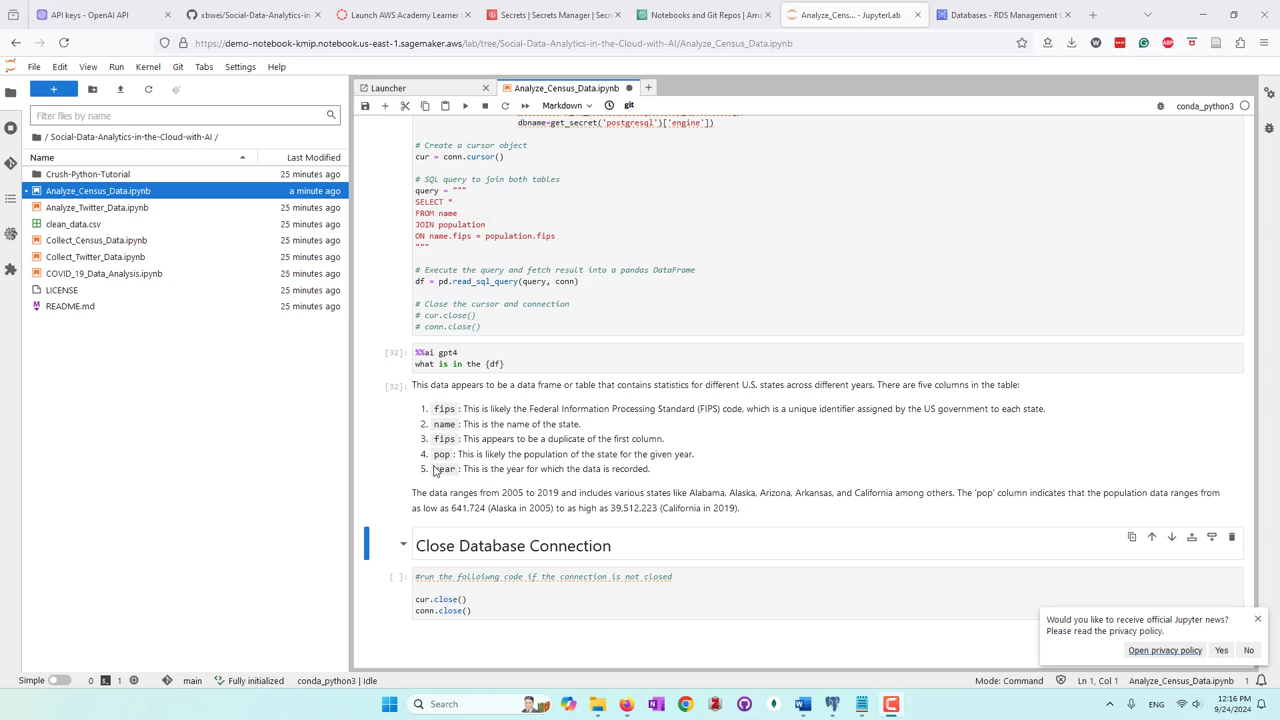 API keys - OpenAI API
xbwei/Social-Data-Analytics-in-
Launch AWS Academy Learner
Secrets | Secrets Manager | S
Notebooks and Git Repos | Ama
Analyze_Cens... - JupyterLab
Databases - RDS Management C
https://demo-notebook-kmip.notebook.us-east-1.sagemaker.aws/lab/tree/Social-Data-Analytics-in-the-Cloud-with-AI/Analyze_Census_Data.ipynb
File Edit View Run Kernel Git Tabs Settings Help
Launcher
Analyze_Census_Data.ipynb
Markdown
git
conda_python3
Filter files by name
/ Social-Data-Analytics-in-the-Cloud-with-AI /
Name Last Modified
Crush-Python-Tutorial 25 minutes ago
Analyze_Census_Data.ipynb a minute ago
Analyze_Twitter_Data.ipynb 25 minutes ago
clean_data.csv 25 minutes ago
Collect_Census_Data.ipynb 25 minutes ago
Collect_Twitter_Data.ipynb 25 minutes ago
COVID_19_Data_Analysis.ipynb 25 minutes ago
LICENSE 25 minutes ago
README.md 25 minutes ago
dbname=get_secret('postgresql')['engine'])
# Create a cursor object
cur = conn.cursor()
# SQL query to join both tables
query = """
SELECT *
FROM name
JOIN population
ON name.fips = population.fips
"""
# Execute the query and fetch result into a pandas DataFrame
df = pd.read_sql_query(query, conn)
# Close the cursor and connection
# cur.close()
# conn.close()
[32]:
%%ai gpt4
what is in the {df}
[32]:
This data appears to be a data frame or table that contains statistics for different U.S. states across different years. There are five columns in the table:
1. fips : This is likely the Federal Information Processing Standard (FIPS) code, which is a unique identifier assigned by the US government to each state.
2. name : This is the name of the state.
3. fips : This appears to be a duplicate of the first column.
4. pop : This is likely the population of the state for the given year.
5. year : This is the year for which the data is recorded.
The data ranges from 2005 to 2019 and includes various states like Alabama, Alaska, Arizona, Arkansas, and California among others. The 'pop' column indicates that the population data ranges from
as low as 641,724 (Alaska in 2005) to as high as 39,512,223 (California in 2019).
Close Database Connection
[ ]:
#run the folloiwng code if the connection is not closed
cur.close()
conn.close()
Would you like to receive official Jupyter news?
Please read the privacy policy.
Open privacy policy Yes No
Simple 0 1 main Fully initialized conda_python3 | Idle
Mode: Command Ln 1, Col 1 Analyze_Census_Data.ipynb 1
Search
ENG
12:16 PM
9/24/2024